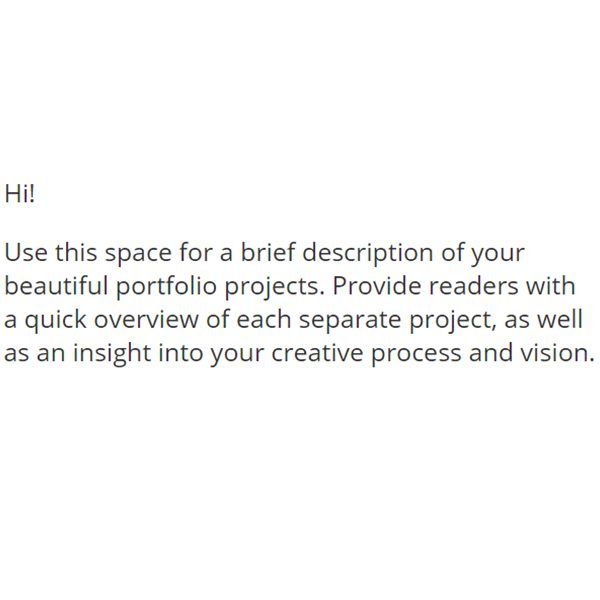 Hi!
Use this space for a brief description of your
beautiful portfolio projects. Provide readers with
a quick overview of each separate project, as well
as an insight into your creative process and vision.